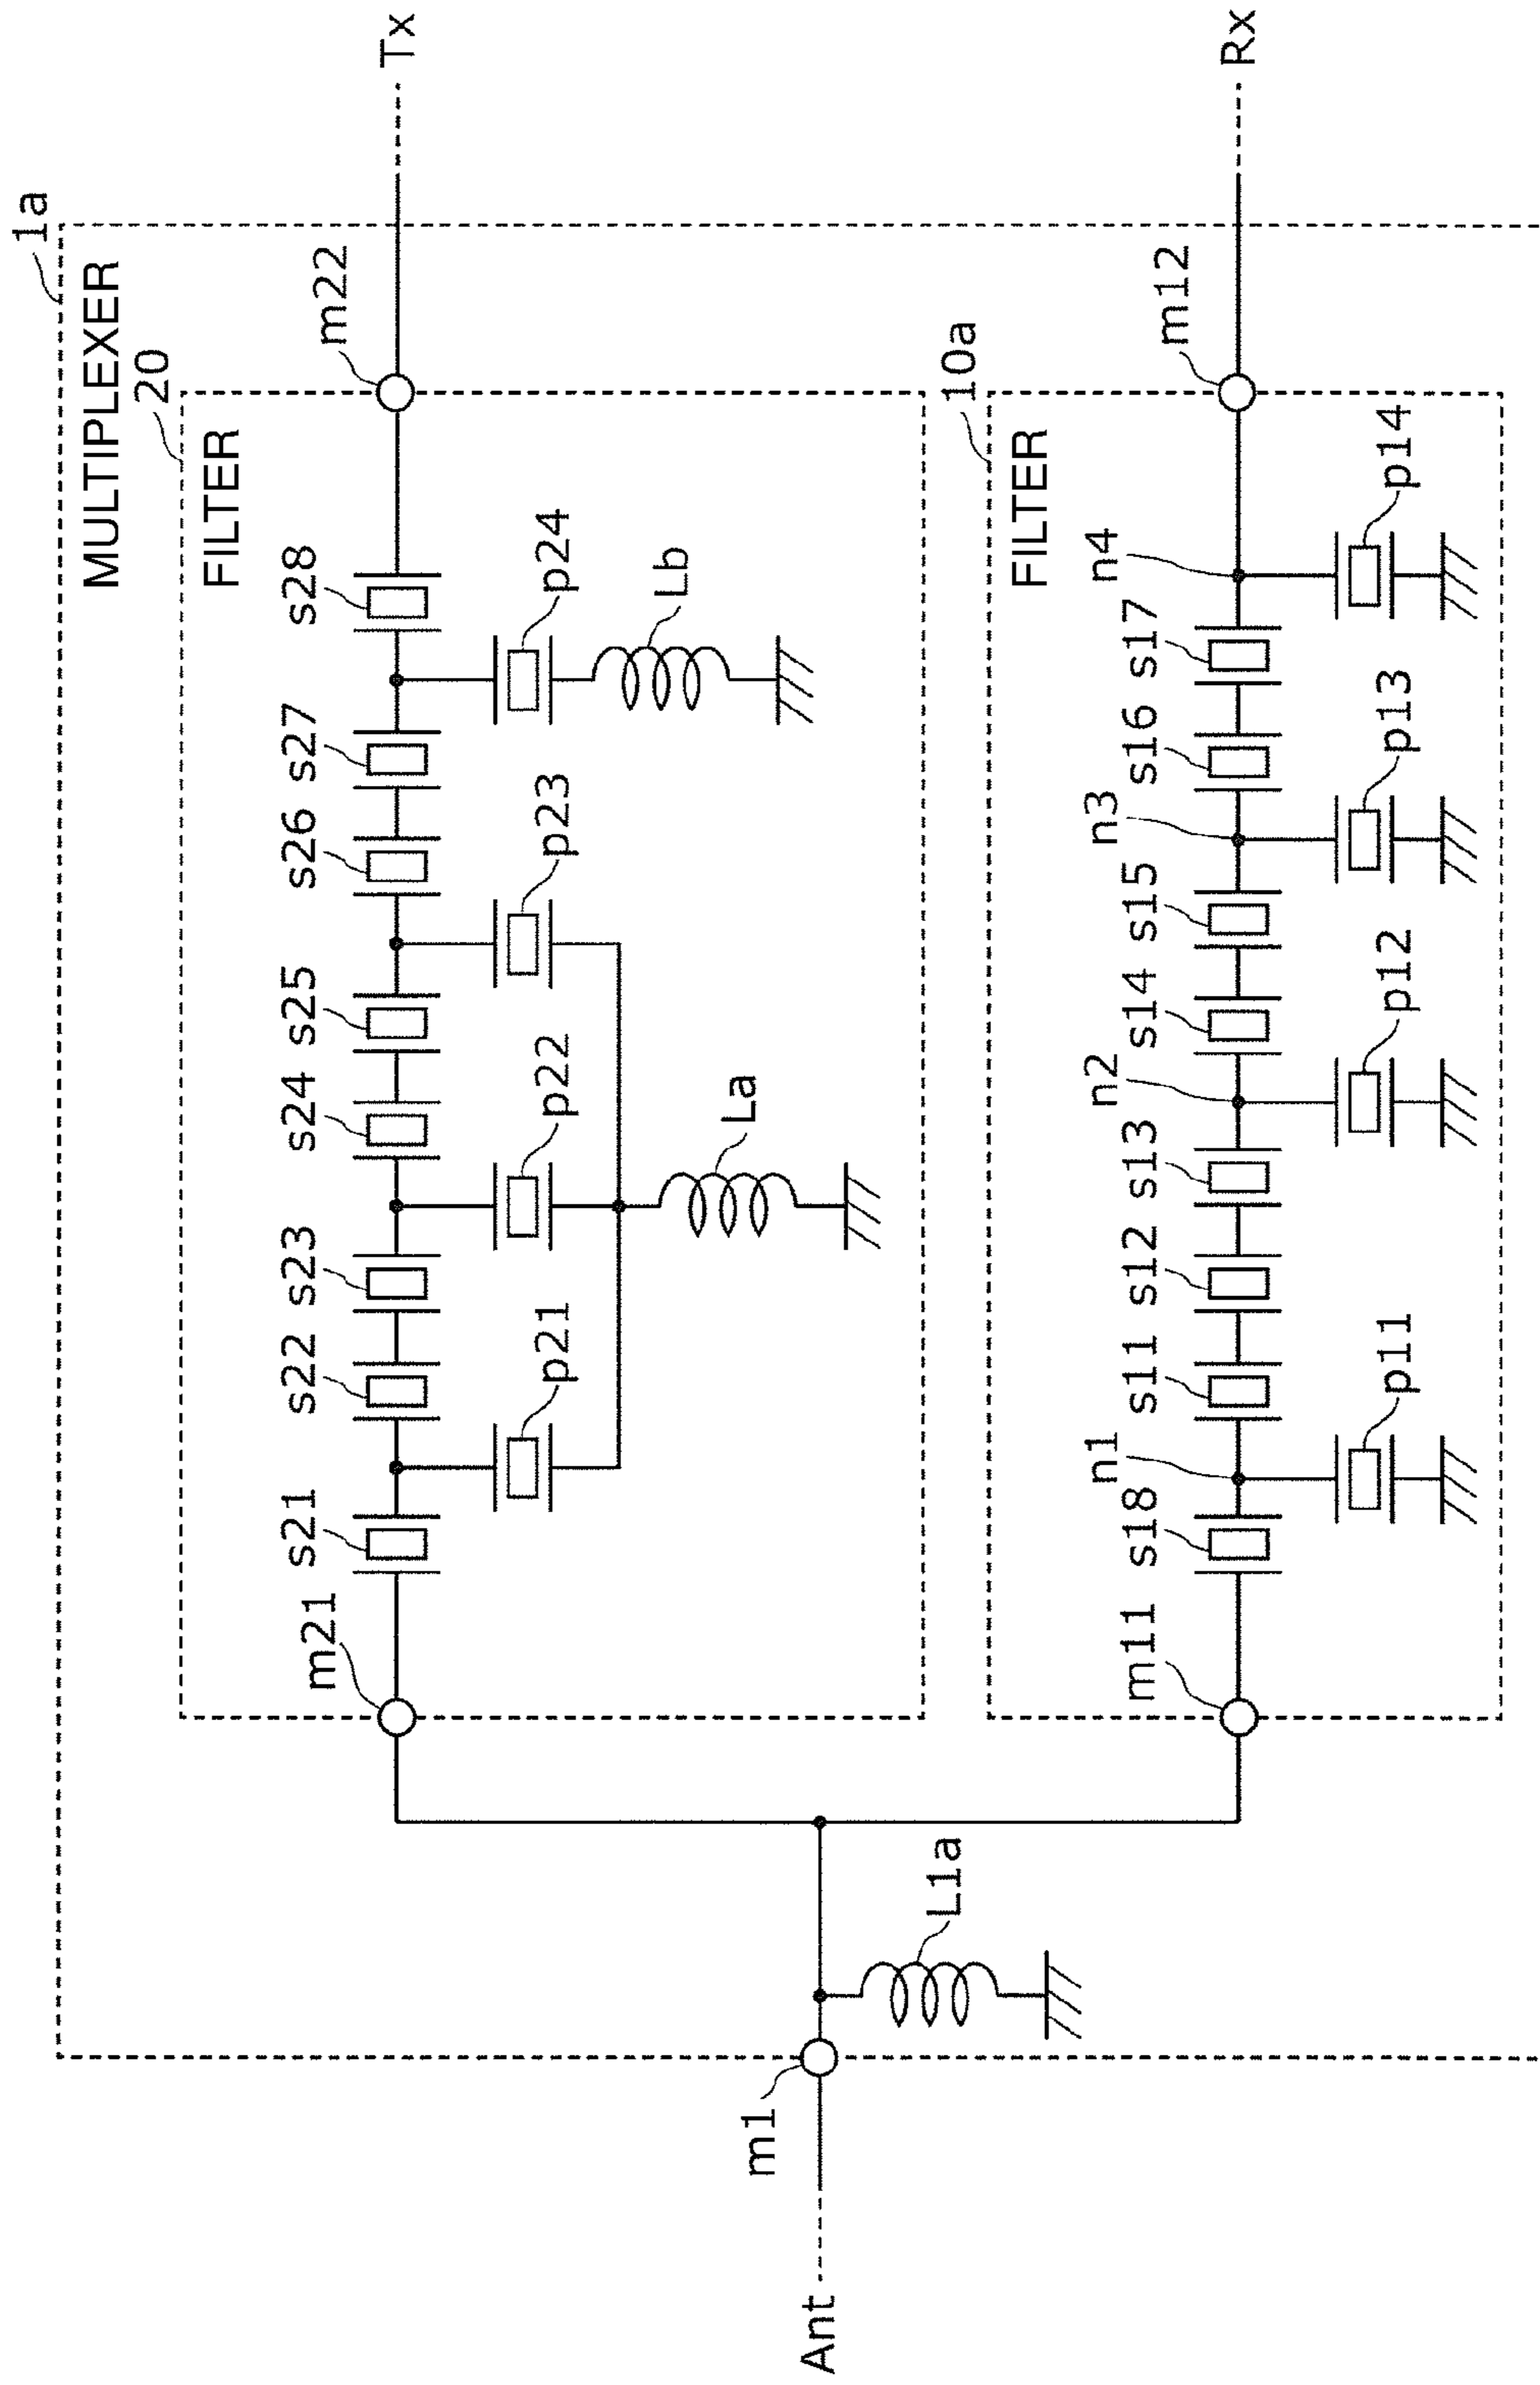 1a
MULTIPLEXER
20
FILTER
m21
s21
s22
s23
s24
s25
s26
s27
s28
m22
Tx
p21
p22
p23
p24
La
Lb
Ant
m1
L1a
10a
FILTER
m11
s18
n1
s11
s12
s13
n2
s14
s15
n3
s16
s17
n4
m12
Rx
p11
p12
p13
p14